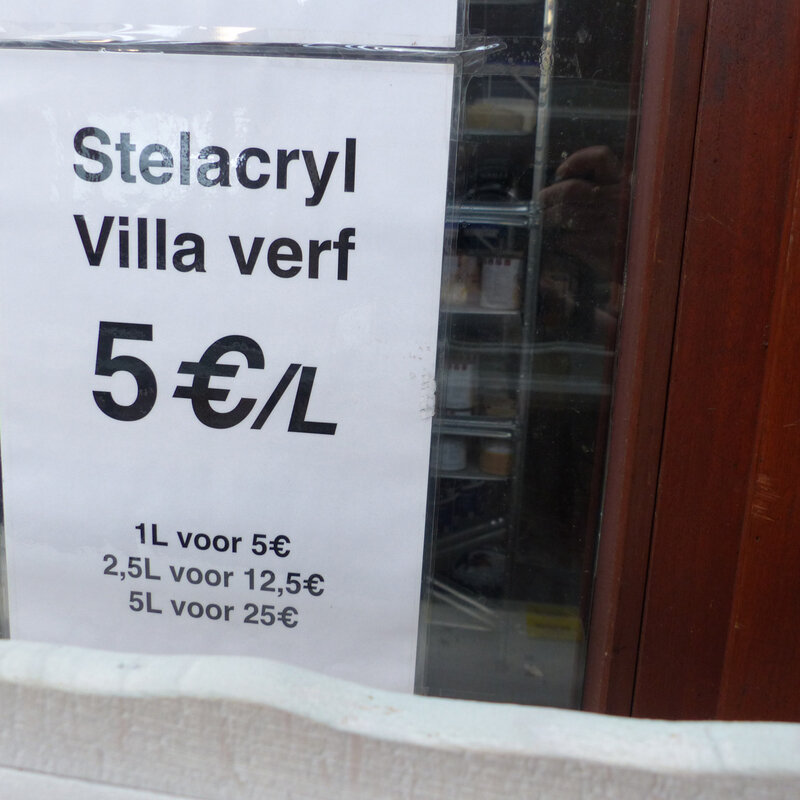 Stelacryl
Villa verf
5 €/L
1L voor 5€
2,5L voor 12,5€
5L voor 25€